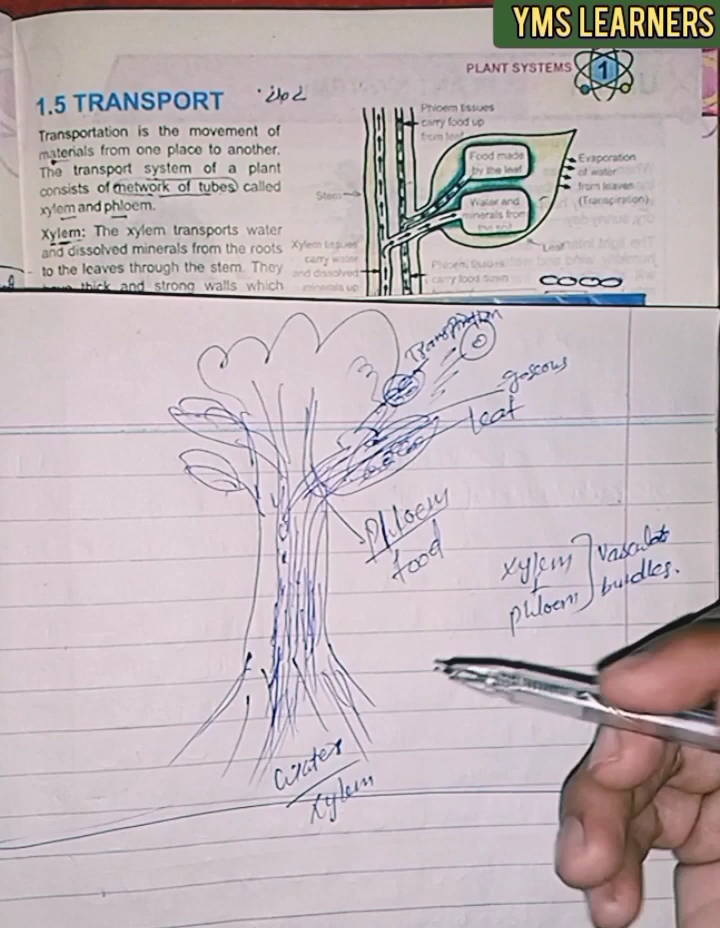 YMS LEARNERS
PLANT SYSTEMS 1
1.5 TRANSPORT
Transportation is the movement of
materials from one place to another.
The transport system of a plant
consists of network of tubes called
xylem and phloem.
Xylem: The xylem transports water
and dissolved minerals from the roots
to the leaves through the stem. They
thick and strong walls which
Phloem tissues
carry food up
from leaf
Food made
by the leaf
Evaporation
of water
from leaves
(Transpiration)
Stem
Water and
minerals from
the soil
Leaf
Xylem tissues
carry water
and dissolved
minerals up
Phloem tissues
carry food down
Transpiration
gaseous
leaf
Phloem
food
xylem
+
phloem
Vascular
bundles.
water
xylem